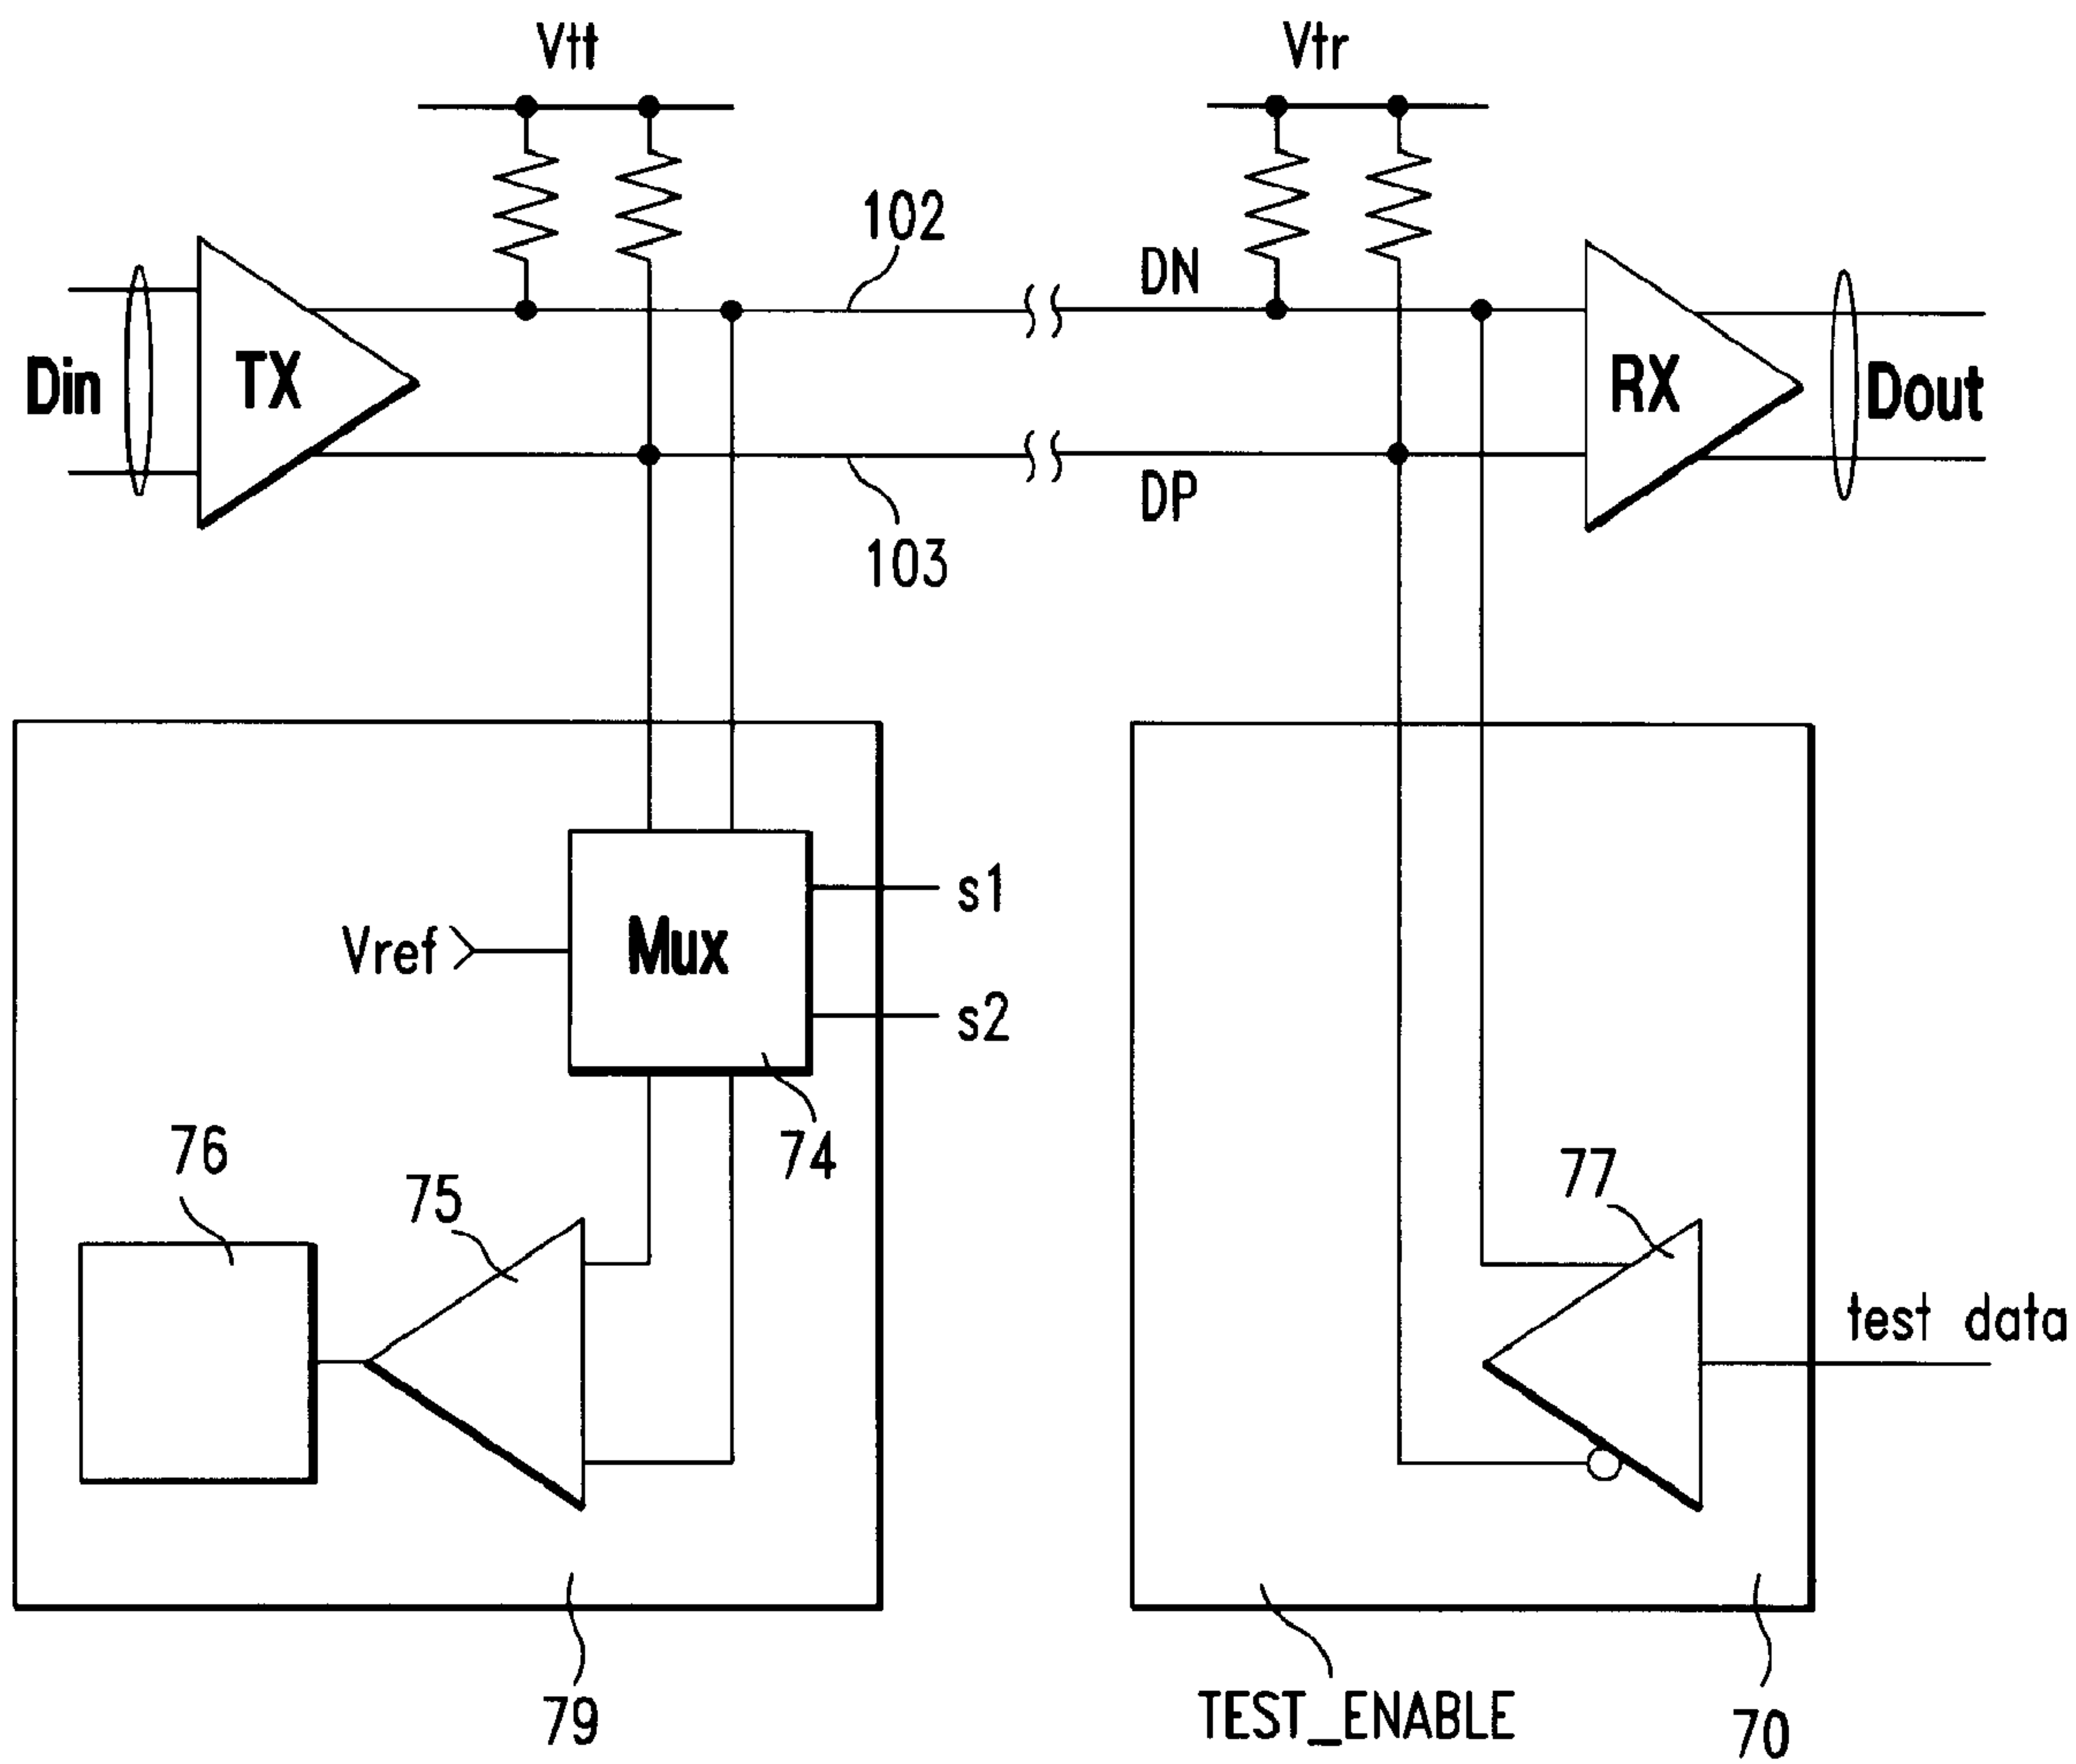 Vtt
Vtr
102
DN
Din
TX
RX
Dout
DP
103
s1
Vref
Mux
s2
74
76
75
77
test data
79
TEST_ENABLE
70